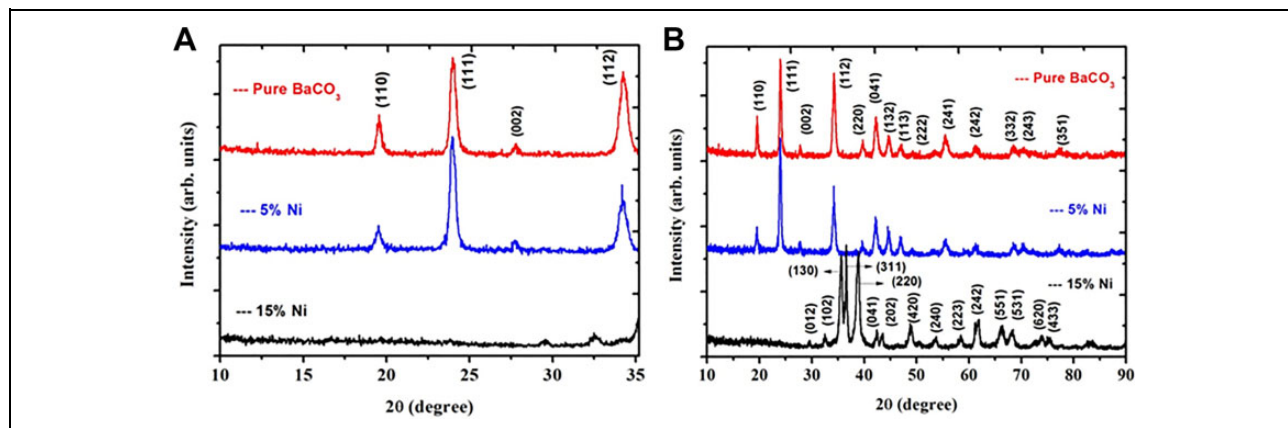 A
Intensity (arb. units)
--- Pure BaCO3
(110)
(111)
(002)
(112)
--- 5% Ni
--- 15% Ni
10 15 20 25 30 35
2θ (degree)
B
Intensity (arb. units)
--- Pure BaCO3
(110)
(111)
(002)
(112)
(220)
(041)
(132)
(113)
(222)
(241)
(242)
(332)
(243)
(351)
--- 5% Ni
--- 15% Ni
(130)
(311)
(220)
(012)
(102)
(041)
(202)
(420)
(240)
(223)
(242)
(551)
(531)
(620)
(433)
10 20 30 40 50 60 70 80 90
2θ (degree)